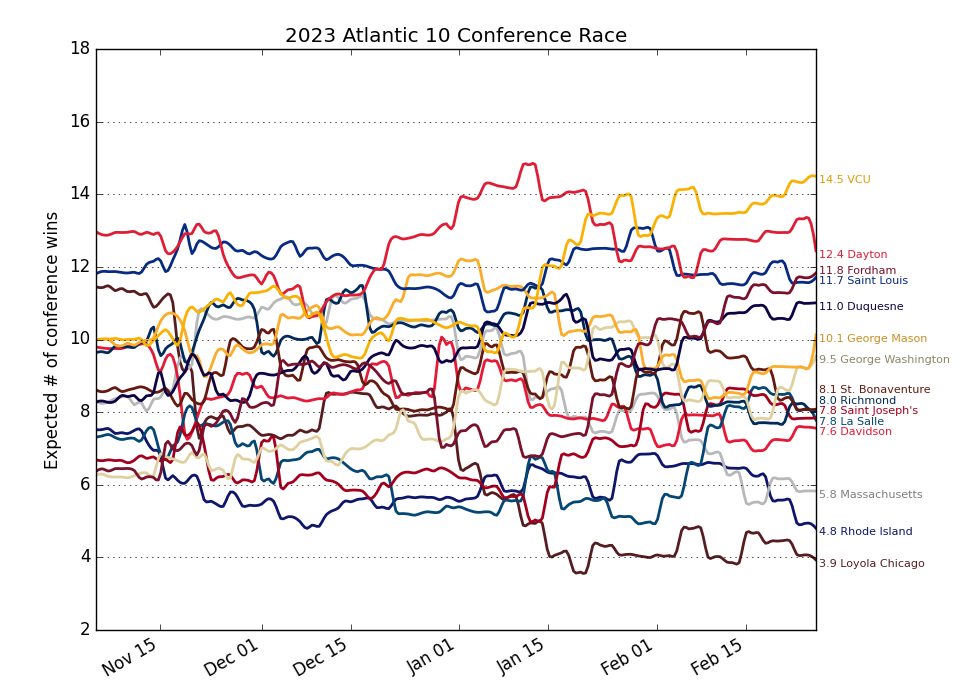 2023 Atlantic 10 Conference Race
Expected # of conference wins
18
16
14
12
10
8
6
4
2
Nov 15
Dec 01
Dec 15
Jan 01
Jan 15
Feb 01
Feb 15
14.5 VCU
12.4 Dayton
11.8 Fordham
11.7 Saint Louis
11.0 Duquesne
10.1 George Mason
9.5 George Washington
8.1 St. Bonaventure
8.0 Richmond
7.8 Saint Joseph's
7.8 La Salle
7.6 Davidson
5.8 Massachusetts
4.8 Rhode Island
3.9 Loyola Chicago